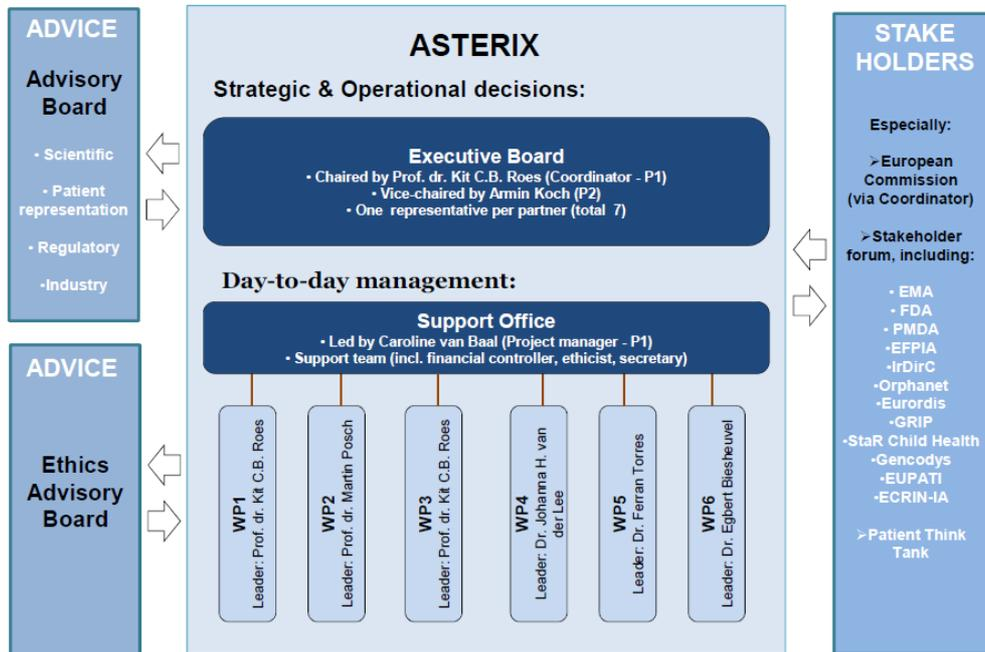 ADVICE
Advisory
Board
• Scientific
• Patient
representation
• Regulatory
•Industry
ADVICE
Ethics
Advisory
Board
ASTERIX
Strategic & Operational decisions:
Executive Board
• Chaired by Prof. dr. Kit C.B. Roes (Coordinator - P1)
• Vice-chaired by Armin Koch (P2)
• One representative per partner (total 7)
Day-to-day management:
Support Office
• Led by Caroline van Baal (Project manager - P1)
• Support team (incl. financial controller, ethicist, secretary)
WP1
Leader: Prof. dr. Kit C.B. Roes
WP2
Leader: Prof. dr. Martin Posch
WP3
Leader: Prof. dr. Kit C.B. Roes
WP4
Leader: Dr. Johanna H. van
der Lee
WP5
Leader: Dr. Ferran Torres
WP6
Leader: Dr. Egbert Biesheuvel
STAKE
HOLDERS
Especially:
➢European
Commission
(via Coordinator)
➢Stakeholder
forum, including:
• EMA
• FDA
• PMDA
•EFPIA
•IrDirC
•Orphanet
•Eurordis
• GRIP
•StaR Child Health
•Gencodys
•EUPATI
•ECRIN-IA
➢Patient Think
Tank